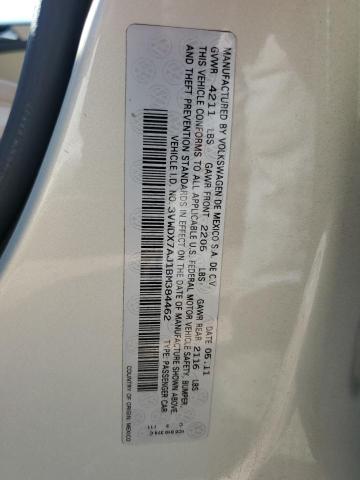 MANUFACTURED BY VOLKSWAGEN DE MEXICO S.A. DE C.V.
GVWR 4211 LBS GAWR FRONT 2205 LBS GAWR REAR 2116 LBS DATE 05.11
THIS VEHICLE CONFORMS TO ALL APPLICABLE U.S. FEDERAL MOTOR VEHICLE SAFETY, BUMPER,
AND THEFT PREVENTION STANDARDS IN EFFECT ON THE DATE OF MANUFACTURE SHOWN ABOVE.
VEHICLE I.D. NO. 3VWDX7AJ1BM384462 TYPE: PASSENGER CAR
COUNTRY OF ORIGIN: MEXICO